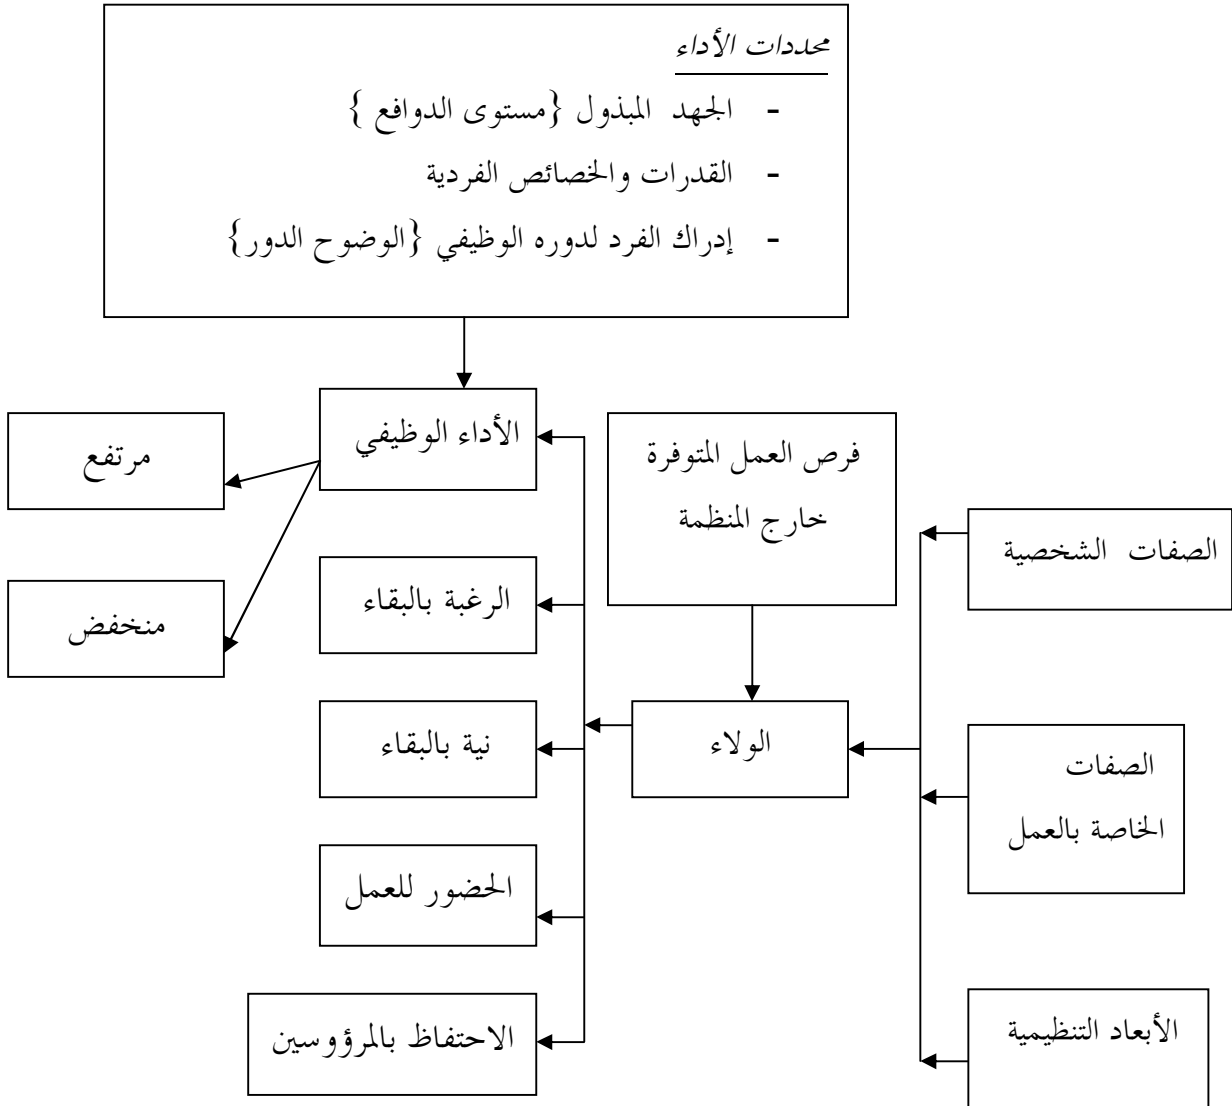 محددات الأداء
- الجهد المبذول {مستوى الدوافع }
- القدرات والخصائص الفردية
- إدراك الفرد لدوره الوظيفي {الوضوح الدور}
الأداء الوظيفي
فرص العمل المتوفرة
خارج المنظمة
مرتفع
الصفات الشخصية
الرغبة بالبقاء
منخفض
الولاء
نية بالبقاء
الصفات
الخاصة بالعمل
الحضور للعمل
الأبعاد التنظيمية
الاحتفاظ بالمرؤوسين